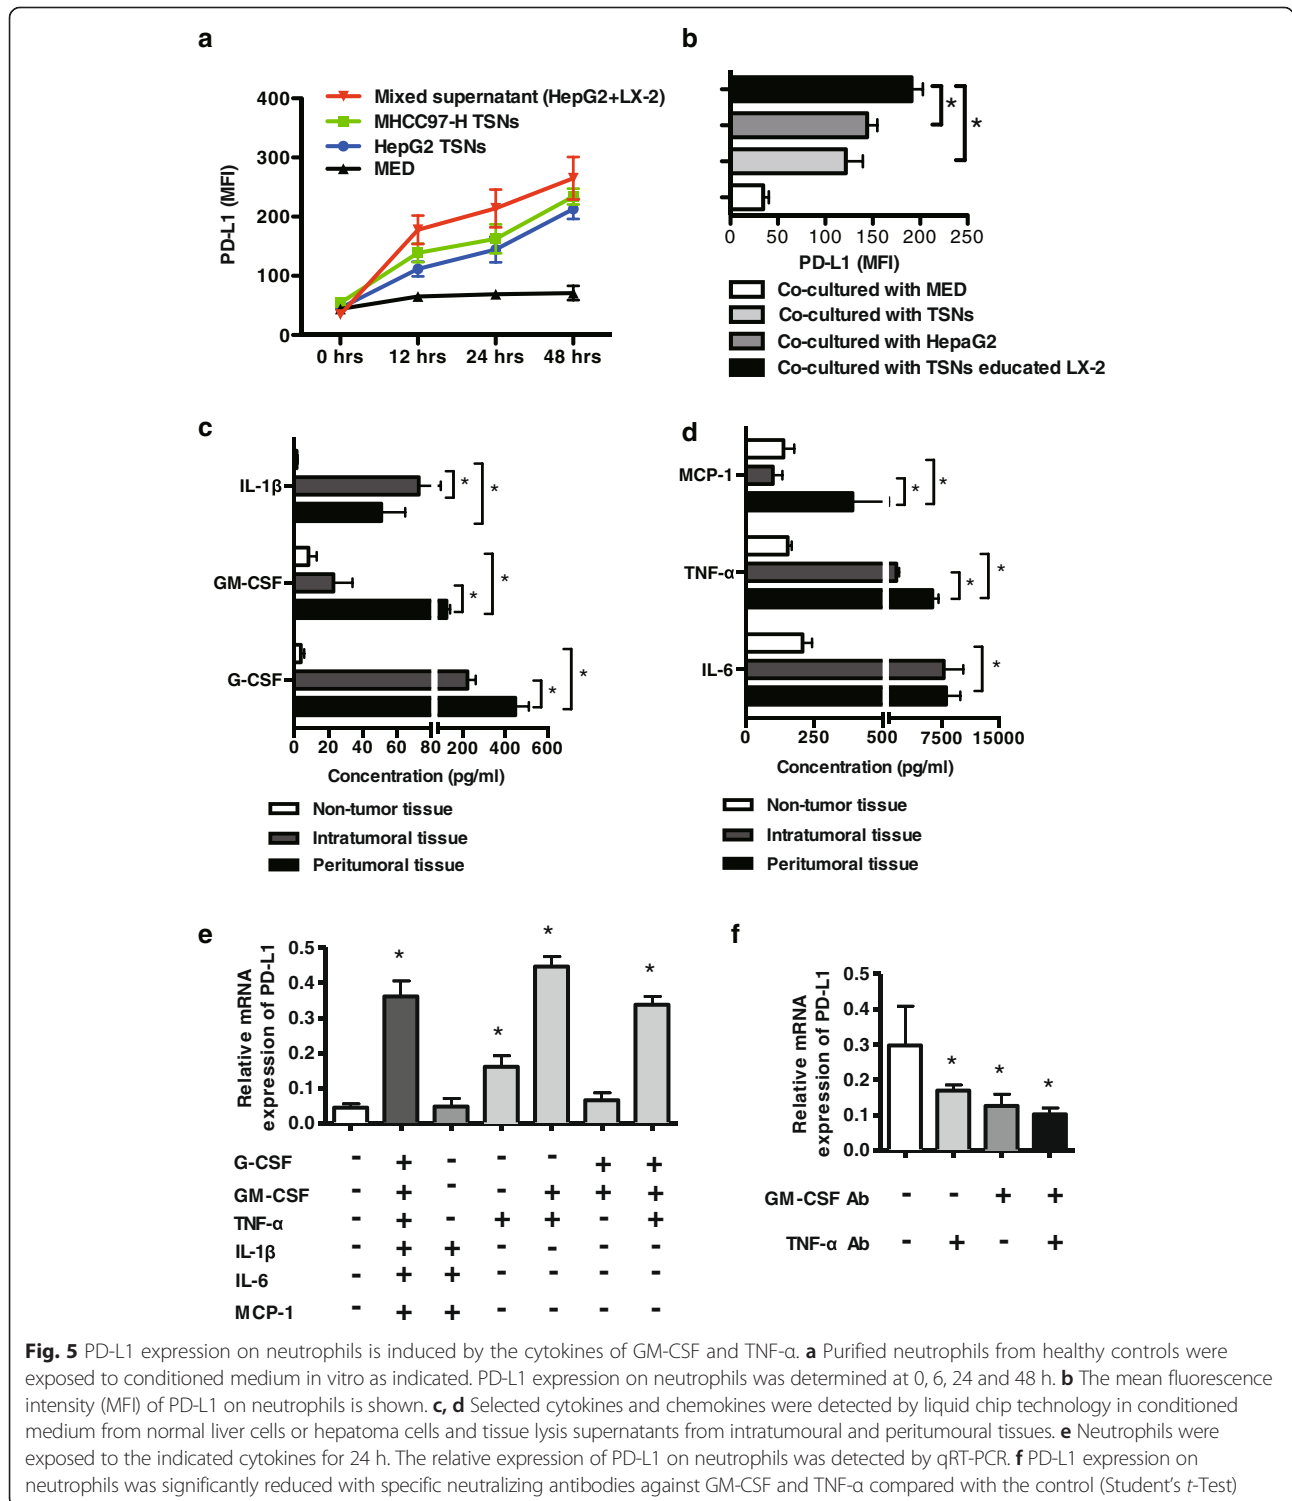 a
Mixed supernatant (HepG2+LX-2)
MHCC97-H TSNs
HepG2 TSNs
MED
PD-L1 (MFI)
400
300
200
100
0
0 hrs 12 hrs 24 hrs 48 hrs
b
*
*
0 50 100 150 200 250
PD-L1 (MFI)
Co-cultured with MED
Co-cultured with TSNs
Co-cultured with HepaG2
Co-cultured with TSNs educated LX-2
c
IL-1β
* *
GM-CSF
* *
G-CSF
* *
0 20 40 60 80 200 400 600
Concentration (pg/ml)
Non-tumor tissue
Intratumoral tissue
Peritumoral tissue
d
MCP-1
* *
TNF-α
* *
IL-6
*
0 250 500 7500 15000
Concentration (pg/ml)
Non-tumor tissue
Intratumoral tissue
Peritumoral tissue
e
Relative mRNA
expression of PD-L1
0.5
0.4
0.3
0.2
0.1
0.0
* * * *
G-CSF - + - - - + +
GM-CSF - + - - + + +
TNF-α - + - + + - +
IL-1β - + + - - - -
IL-6 - + + - - - -
MCP-1 - + + - - - -
f
Relative mRNA
expression of PD-L1
0.5
0.4
0.3
0.2
0.1
0.0
* * *
GM-CSF Ab - - + +
TNF-α Ab - + - +
Fig. 5 PD-L1 expression on neutrophils is induced by the cytokines of GM-CSF and TNF-α. a Purified neutrophils from healthy controls were
exposed to conditioned medium in vitro as indicated. PD-L1 expression on neutrophils was determined at 0, 6, 24 and 48 h. b The mean fluorescence
intensity (MFI) of PD-L1 on neutrophils is shown. c, d Selected cytokines and chemokines were detected by liquid chip technology in conditioned
medium from normal liver cells or hepatoma cells and tissue lysis supernatants from intratumoural and peritumoural tissues. e Neutrophils were
exposed to the indicated cytokines for 24 h. The relative expression of PD-L1 on neutrophils was detected by qRT-PCR. f PD-L1 expression on
neutrophils was significantly reduced with specific neutralizing antibodies against GM-CSF and TNF-α compared with the control (Student's t-Test)